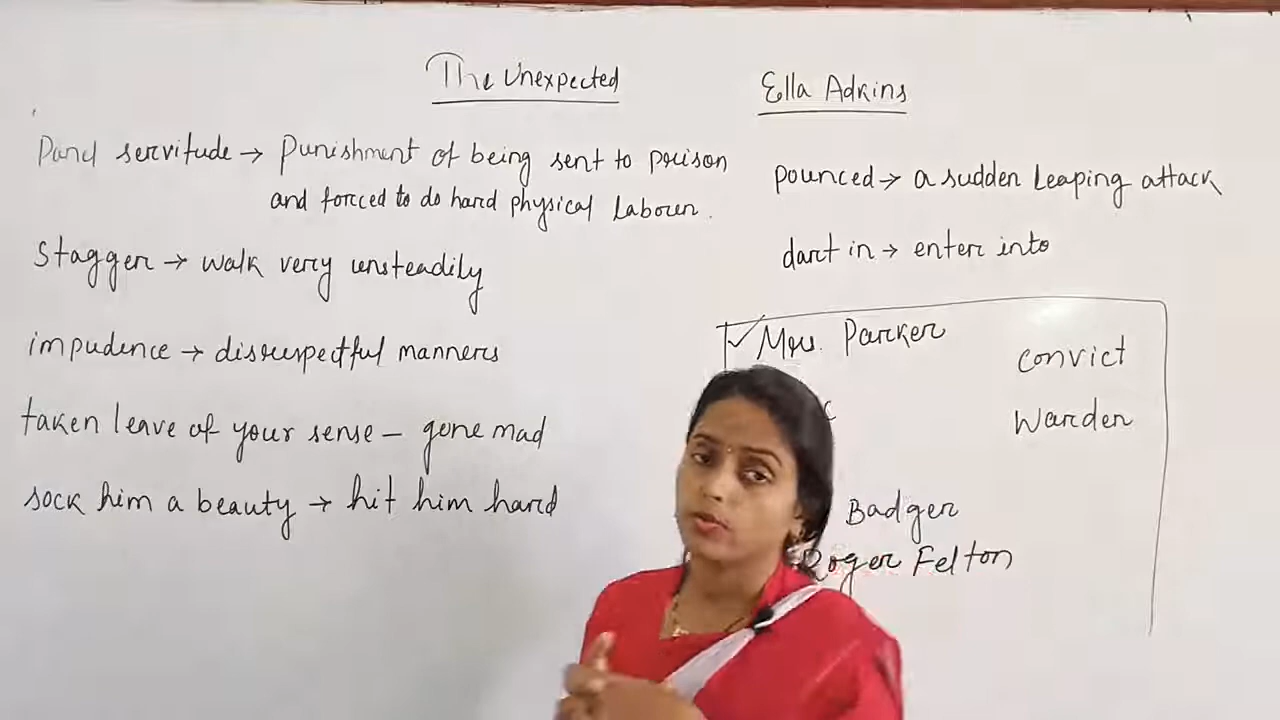 The Unexpected
Ella Adkins
Panel servitude → Punishment of being sent to prison
and forced to do hard physical Labour.
Stagger → walk very unsteadily
impudence → disrespectful manners
taken leave of your sense – gone mad
sock him a beauty → hit him hard
pounced → a sudden leaping attack
dart in → enter into
Mrs. Parker
Convict
Warden
Badger
Roger Felton